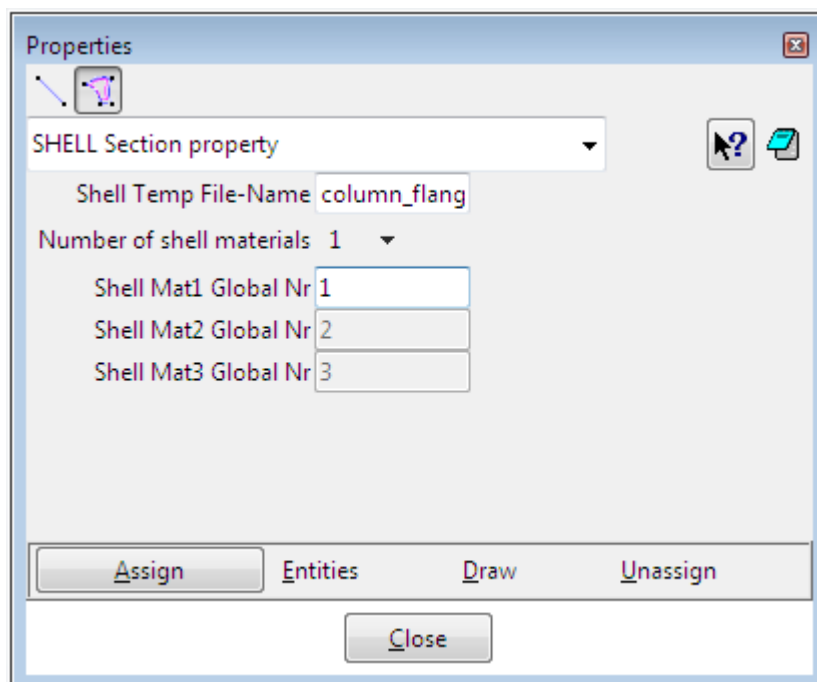 Properties
SHELL Section property
?
Shell Temp File-Name column_flang
Number of shell materials 1
Shell Mat1 Global Nr 1
Shell Mat2 Global Nr 2
Shell Mat3 Global Nr 3
Assign Entities Draw Unassign
Close